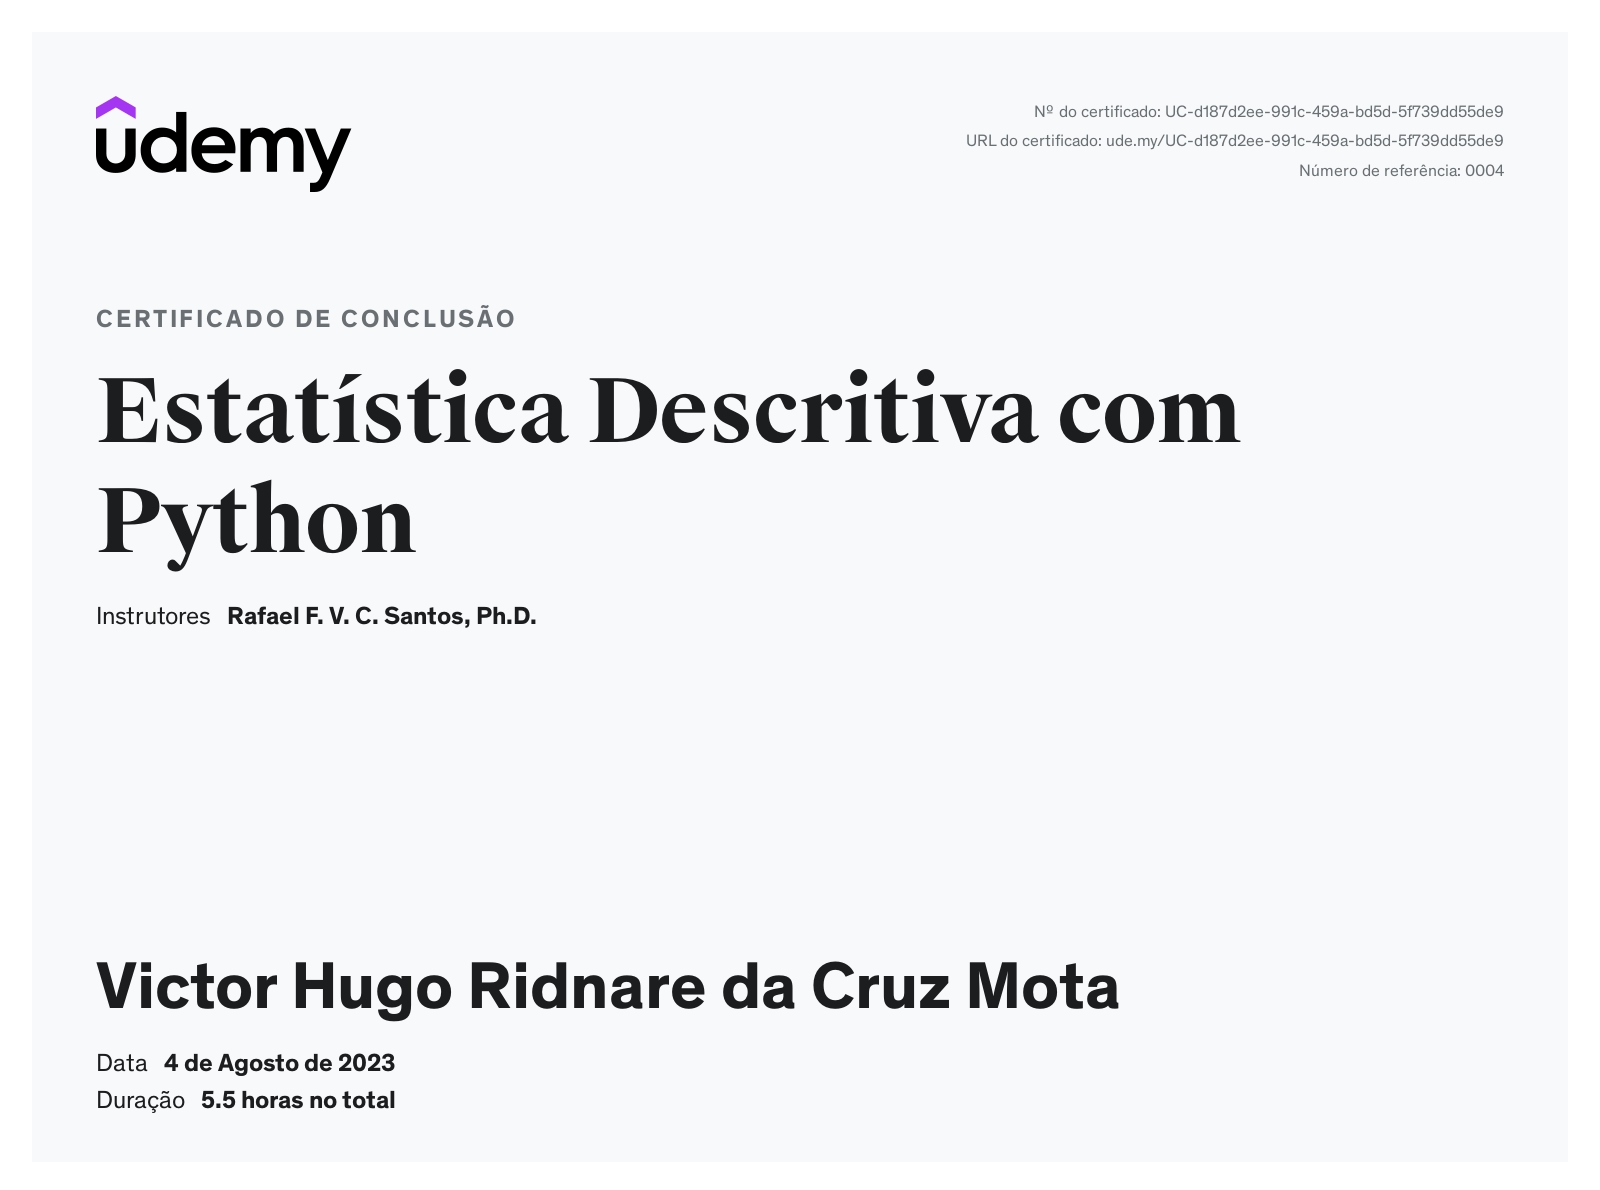 udemy
Nº do certificado: UC-d187d2ee-991c-459a-bd5d-5f739dd55de9
URL do certificado: ude.my/UC-d187d2ee-991c-459a-bd5d-5f739dd55de9
Número de referência: 0004
CERTIFICADO DE CONCLUSÃO
Estatística Descritiva com
Python
Instrutores Rafael F. V. C. Santos, Ph.D.
Victor Hugo Ridnare da Cruz Mota
Data 4 de Agosto de 2023
Duração 5.5 horas no total